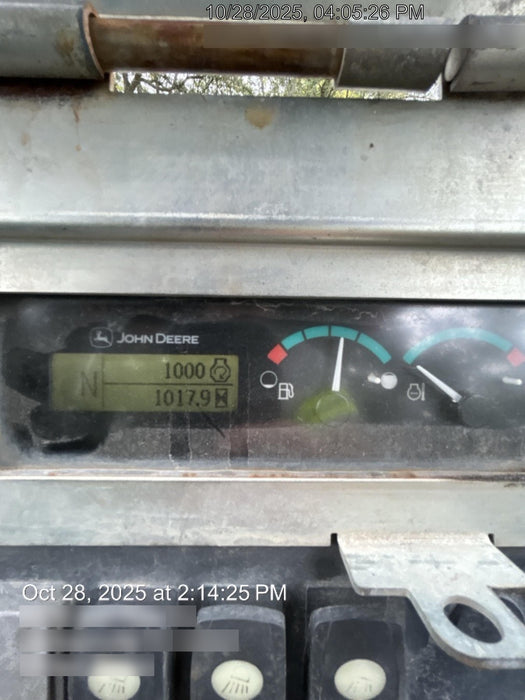 10/28/2025, 04:05:26 PM
JOHN DEERE
N
1000
1017.9
Oct 28, 2025 at 2:14:25 PM